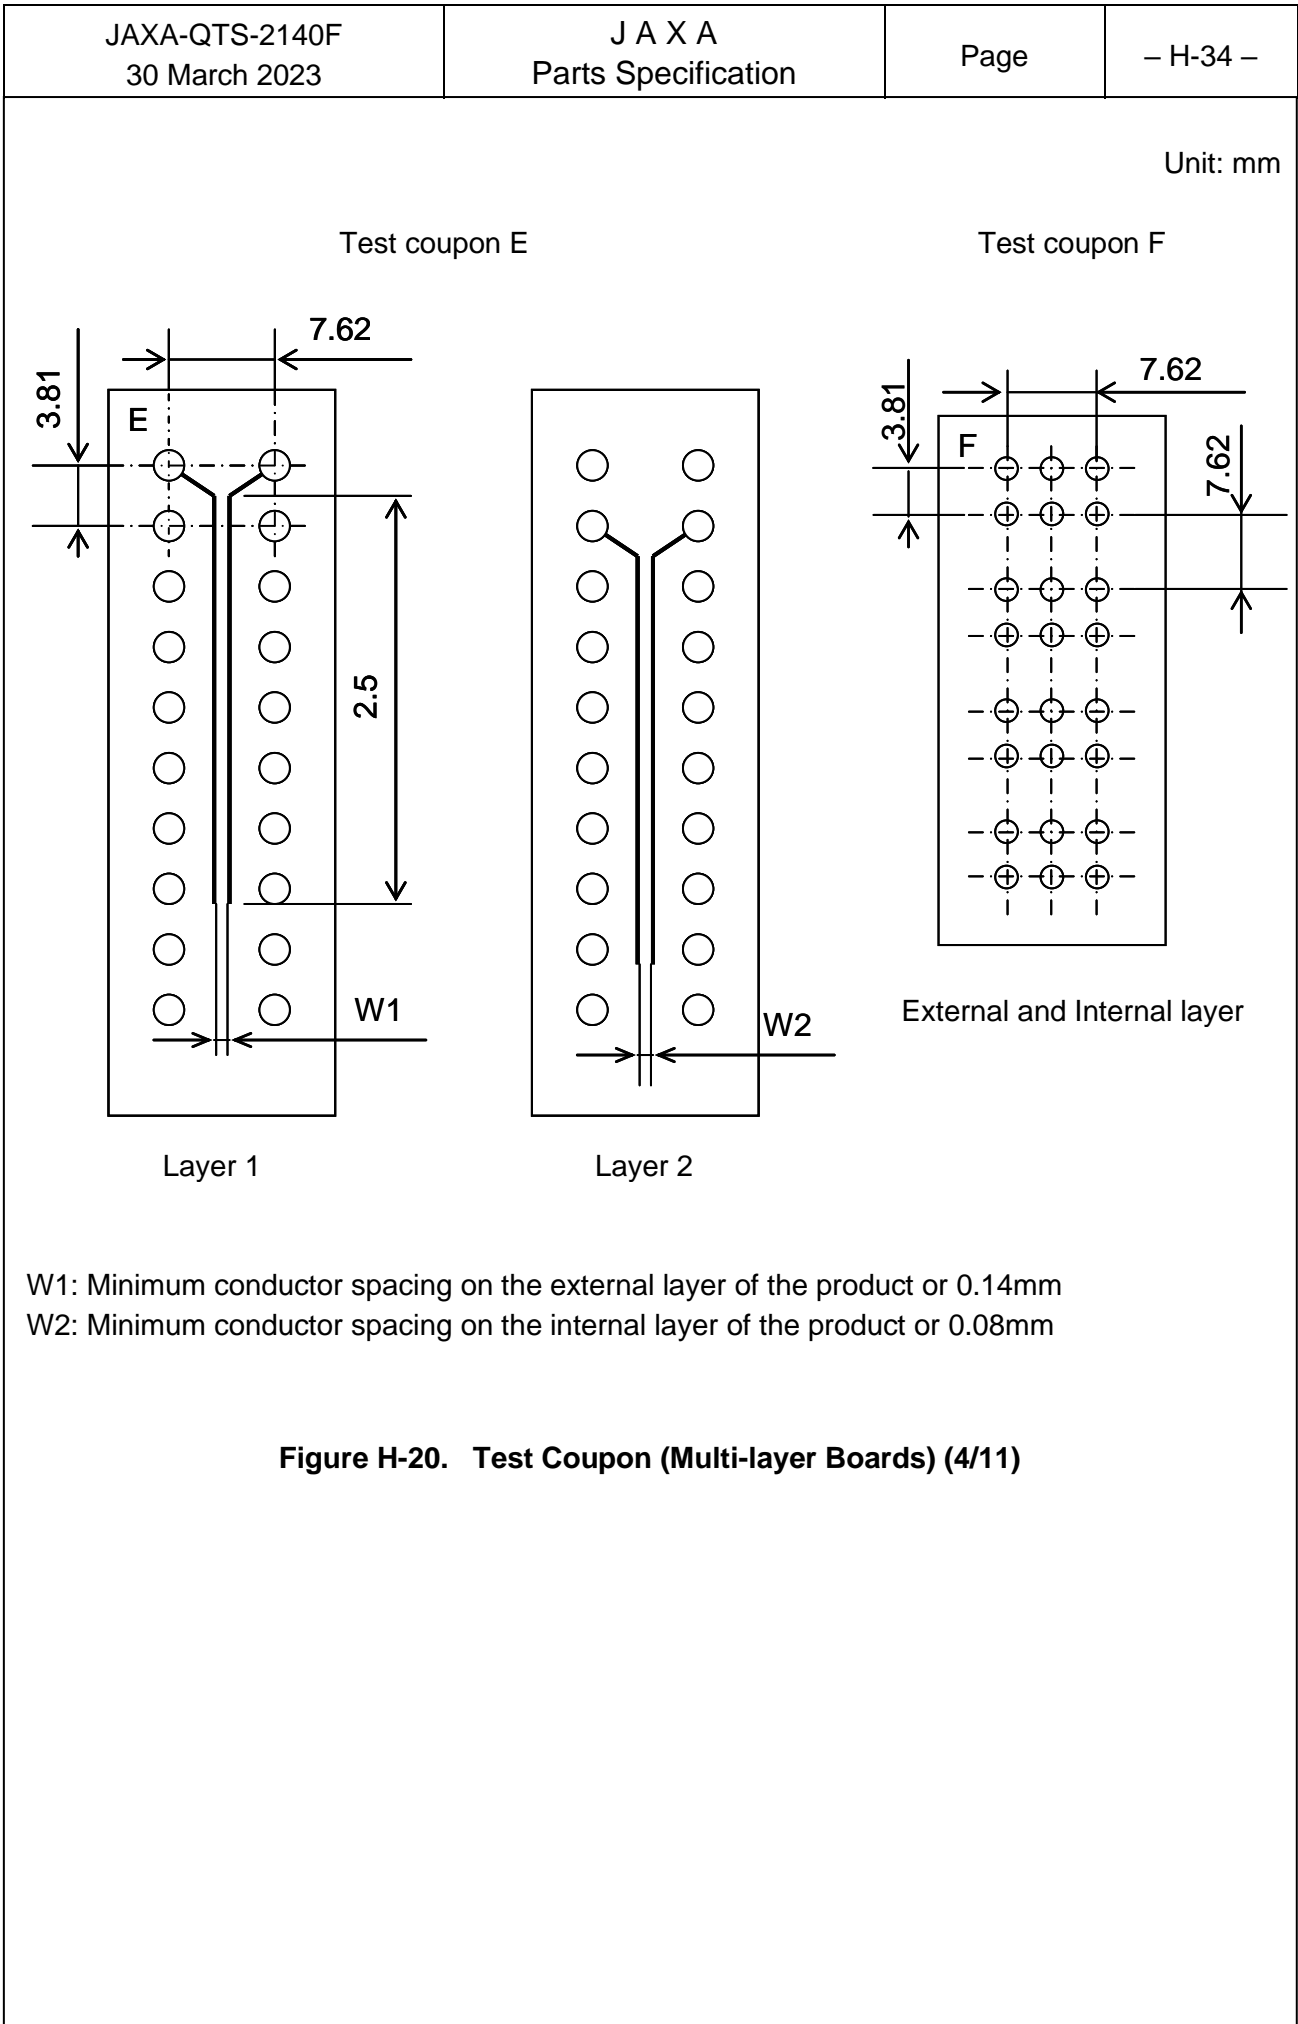 JAXA-QTS-2140F
30 March 2023
J A X A
Parts Specification
Page
– H-34 –
Unit: mm
Test coupon E
Test coupon F
7.62
3.81
E
2.5
W1
W2
7.62
3.81
F
7.62
External and Internal layer
Layer 1
Layer 2
W1: Minimum conductor spacing on the external layer of the product or 0.14mm
W2: Minimum conductor spacing on the internal layer of the product or 0.08mm
Figure H-20. Test Coupon (Multi-layer Boards) (4/11)